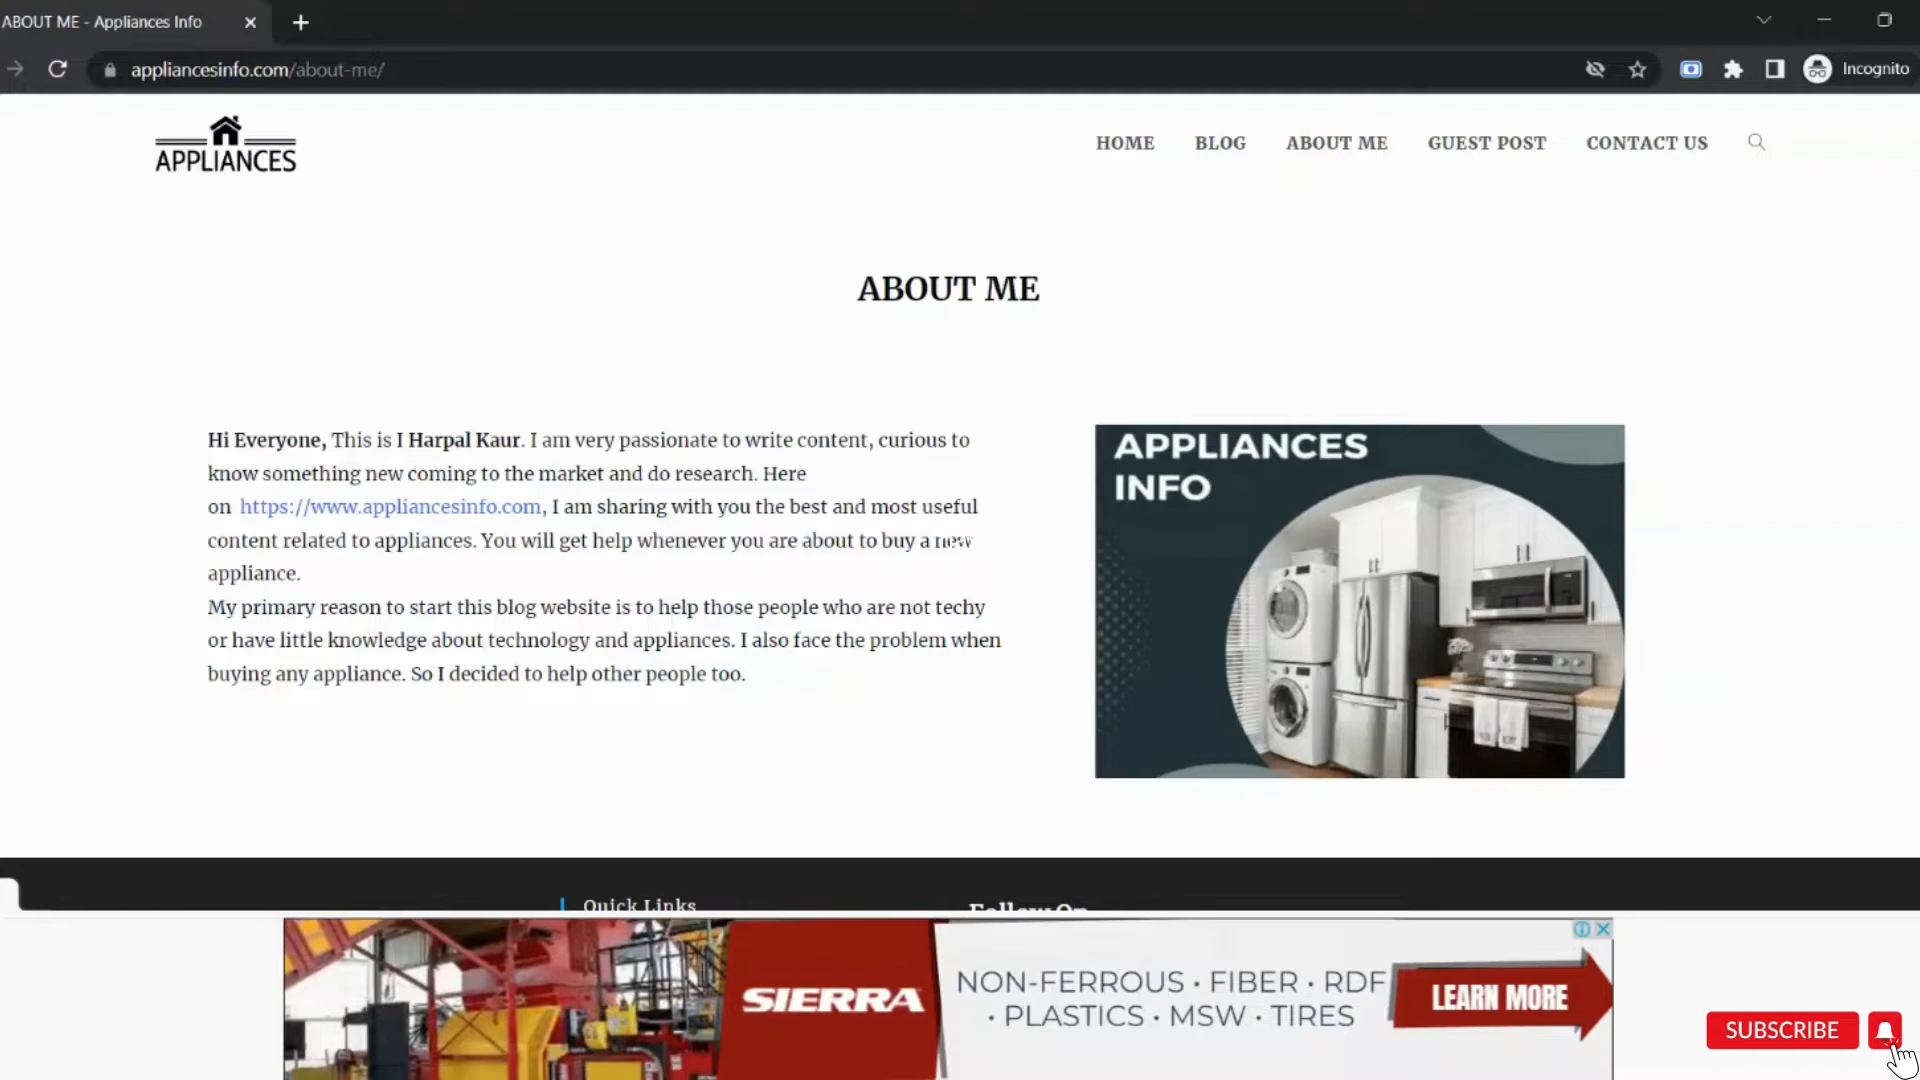 ABOUT ME - Appliances Info
appliancesinfo.com/about-me/
Incognito
APPLIANCES
HOME BLOG ABOUT ME GUEST POST CONTACT US
ABOUT ME
Hi Everyone, This is I Harpal Kaur. I am very passionate to write content, curious to
know something new coming to the market and do research. Here
on https://www.appliancesinfo.com, I am sharing with you the best and most useful
content related to appliances. You will get help whenever you are about to buy a new
appliance.
My primary reason to start this blog website is to help those people who are not techy
or have little knowledge about technology and appliances. I also face the problem when
buying any appliance. So I decided to help other people too.
APPLIANCES
INFO
Quick Links
Follow On
SIERRA
NON-FERROUS • FIBER • RDF
• PLASTICS • MSW • TIRES
LEARN MORE
SUBSCRIBE